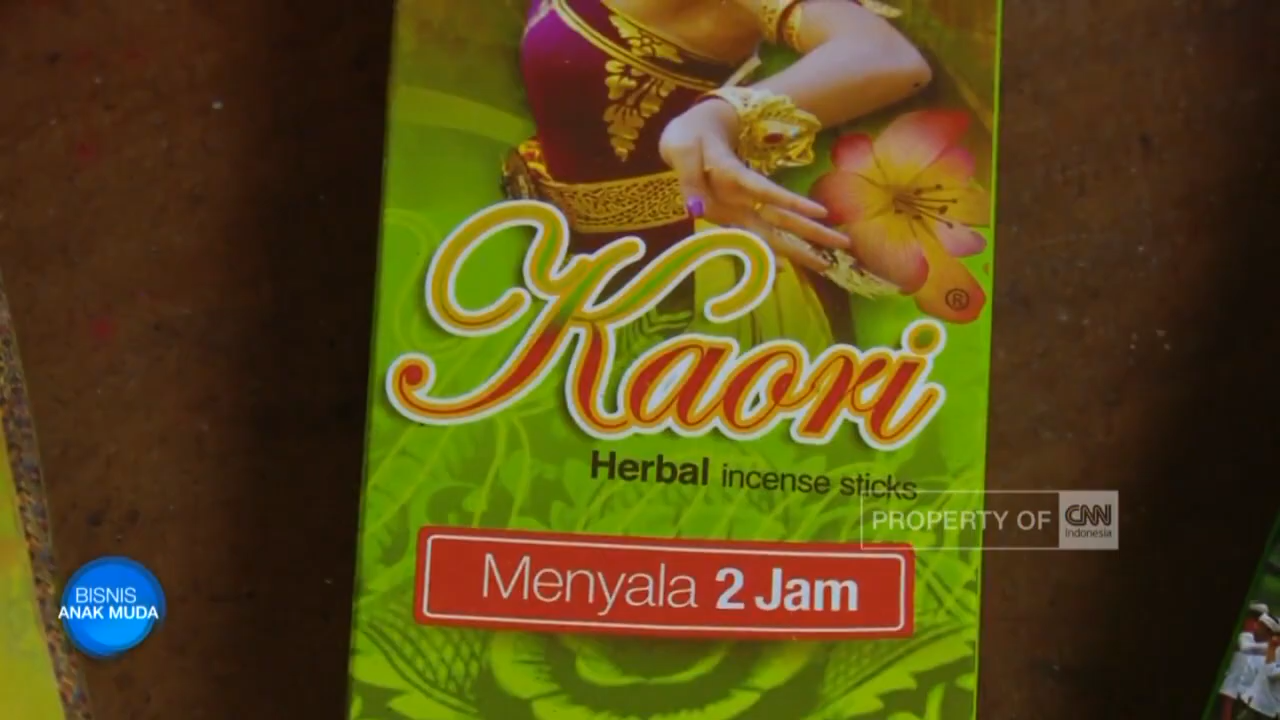 Kaori
®
Herbal incense sticks
PROPERTY OF CNN
Indonesia
Menyala 2 Jam
BISNIS
ANAK MUDA